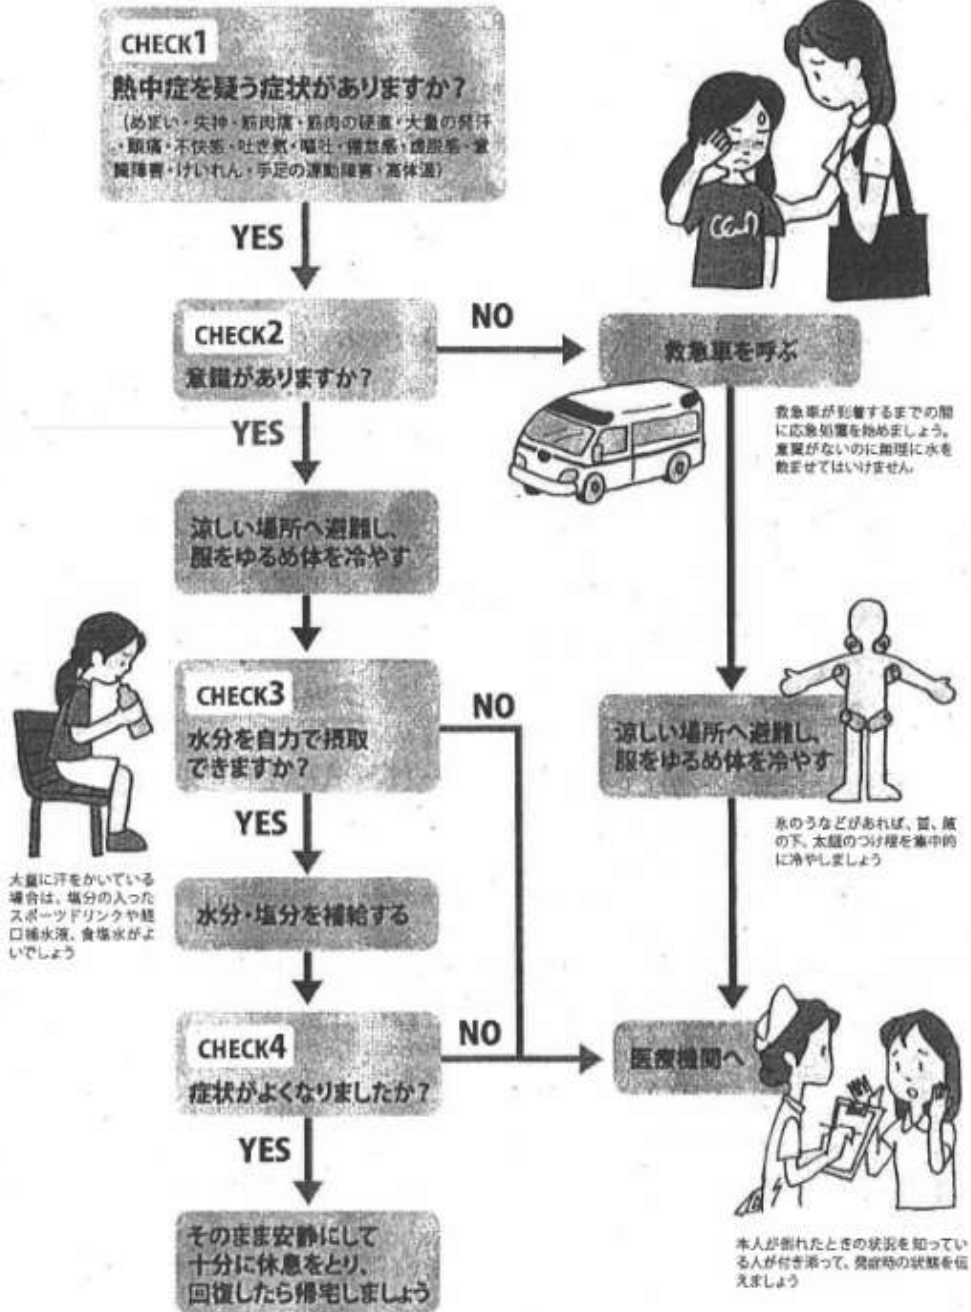 CHECK1
熱中症を疑う症状がありますか？
（めまい・失神・筋肉痛・筋肉の硬直・大量の発汗
・頭痛・不快感・吐き気・嘔吐・倦怠感・虚脱感・意
識障害・けいれん・手足の運動障害・高体温）
YES
CHECK2
意識がありますか？
NO
救急車を呼ぶ
救急車が到着するまでの間
に応急処置を始めましょう。
意識がないのに無理に水を
飲ませてはいけません
YES
涼しい場所へ避難し、
服をゆるめ体を冷やす
CHECK3
水分を自力で摂取
できますか？
NO
涼しい場所へ避難し、
服をゆるめ体を冷やす
氷のうなどがあれば、首、腋
の下、太腿のつけ根を集中的
に冷やしましょう
YES
大量に汗をかいている
場合は、塩分の入った
スポーツドリンクや経
口補水液、食塩水がよ
いでしょう
水分・塩分を補給する
CHECK4
症状がよくなりましたか？
NO
医療機関へ
YES
本人が倒れたときの状況を知ってい
る人が付き添って、発症時の状態を伝
えましょう
そのまま安静にして
十分に休息をとり、
回復したら帰宅しましょう